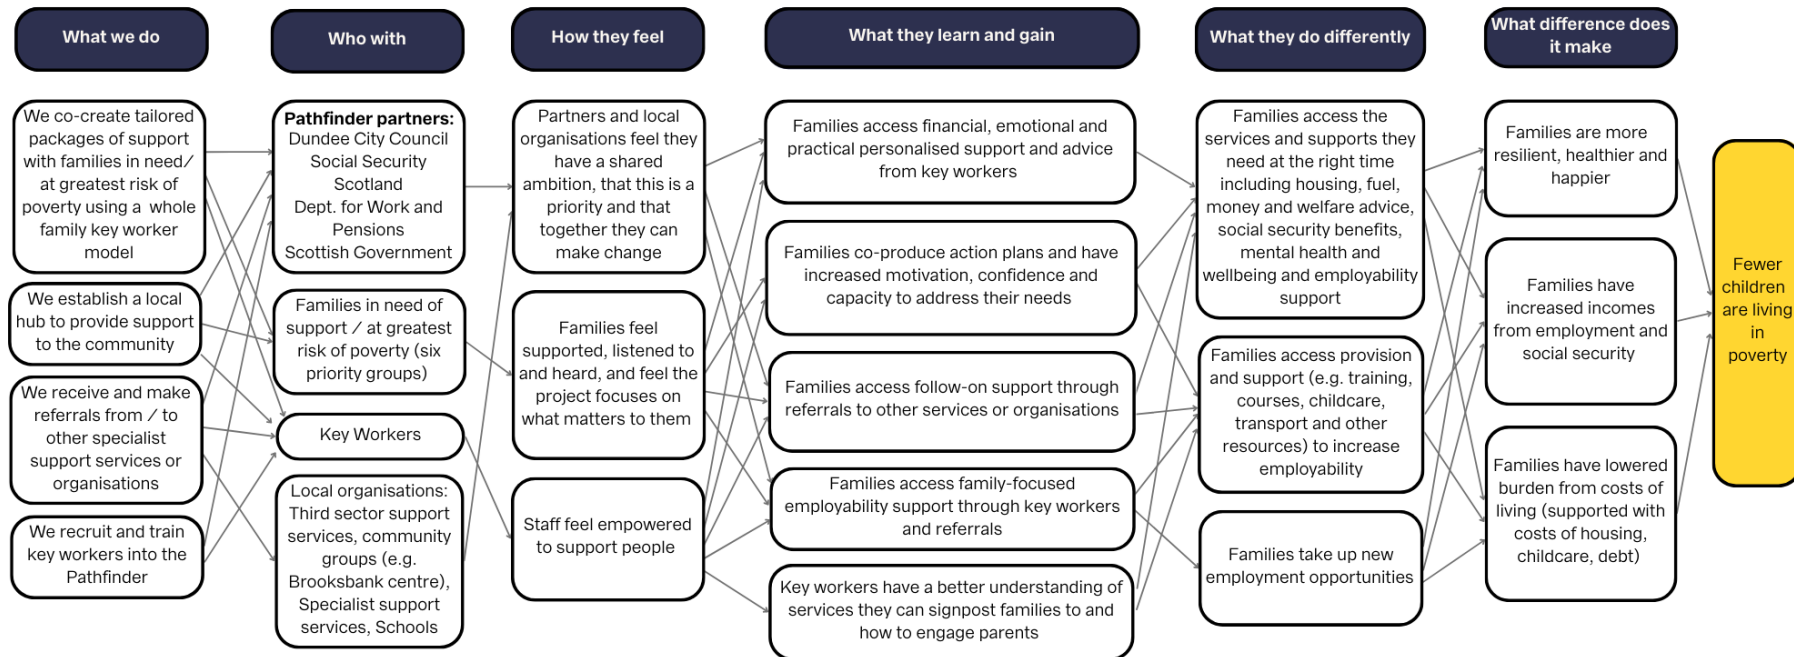 What we do
Who with
How they feel
What they learn and gain
What they do differently
What difference does
it make
We co-create tailored
packages of support
with families in need/
at greatest risk of
poverty using a whole
family key worker
model
We establish a local
hub to provide support
to the community
We receive and make
referrals from / to
other specialist
support services or
organisations
We recruit and train
key workers into the
Pathfinder
Pathfinder partners:
Dundee City Council
Social Security
Scotland
Dept. for Work and
Pensions
Scottish Government
Families in need of
support / at greatest
risk of poverty (six
priority groups)
Key Workers
Local organisations:
Third sector support
services, community
groups (e.g.
Brooksbank centre),
Specialist support
services, Schools
Partners and local
organisations feel they
have a shared
ambition, that this is a
priority and that
together they can
make change
Families feel
supported, listened to
and heard, and feel the
project focuses on
what matters to them
Staff feel empowered
to support people
Families access financial, emotional and
practical personalised support and advice
from key workers
Families co-produce action plans and have
increased motivation, confidence and
capacity to address their needs
Families access follow-on support through
referrals to other services or organisations
Families access family-focused
employability support through key workers
and referrals
Key workers have a better understanding of
services they can signpost families to and
how to engage parents
Families access the
services and supports they
need at the right time
including housing, fuel,
money and welfare advice,
social security benefits,
mental health and
wellbeing and employability
support
Families access provision
and support (e.g. training,
courses, childcare,
transport and other
resources) to increase
employability
Families take up new
employment opportunities
Families are more
resilient, healthier and
happier
Families have
increased incomes
from employment and
social security
Families have lowered
burden from costs of
living (supported with
costs of housing,
childcare, debt)
Fewer
children
are living
in
poverty